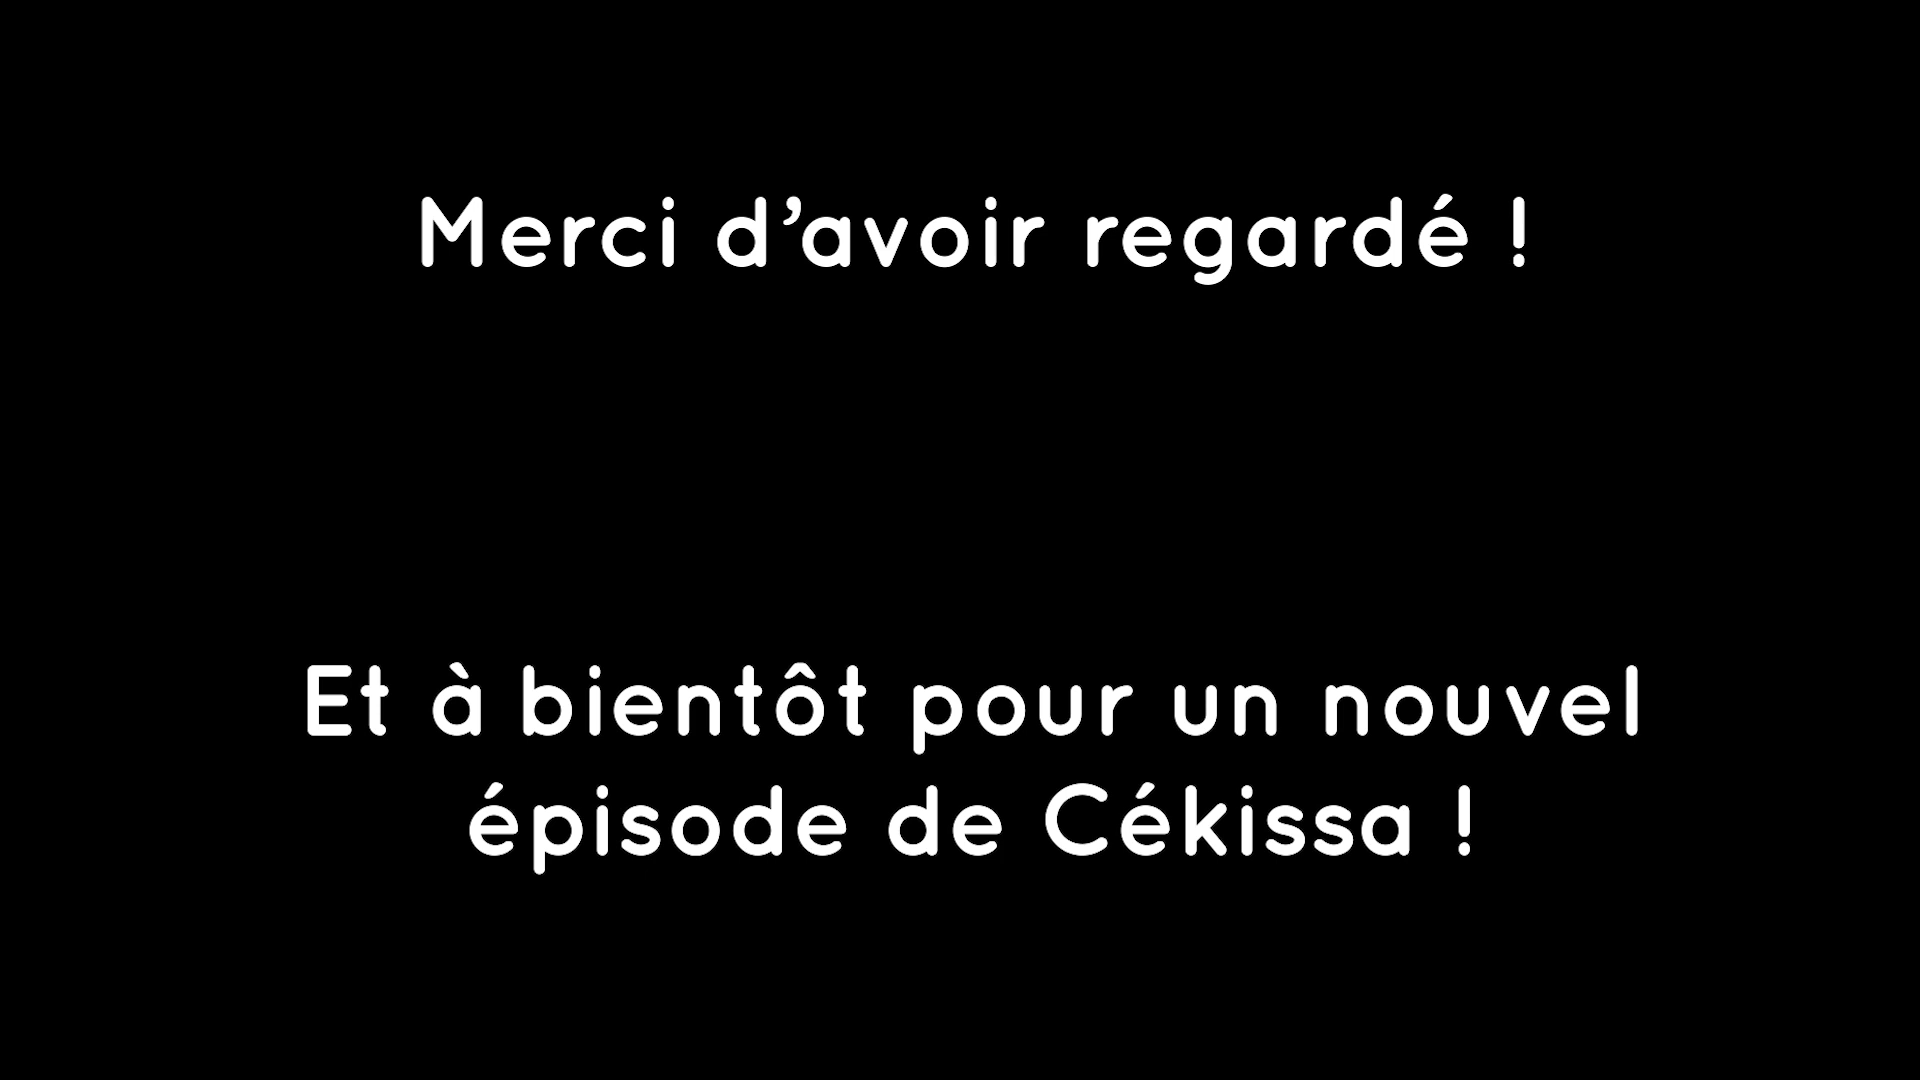 Merci d’avoir regardé !
Et à bientôt pour un nouvel
épisode de Cékissa !